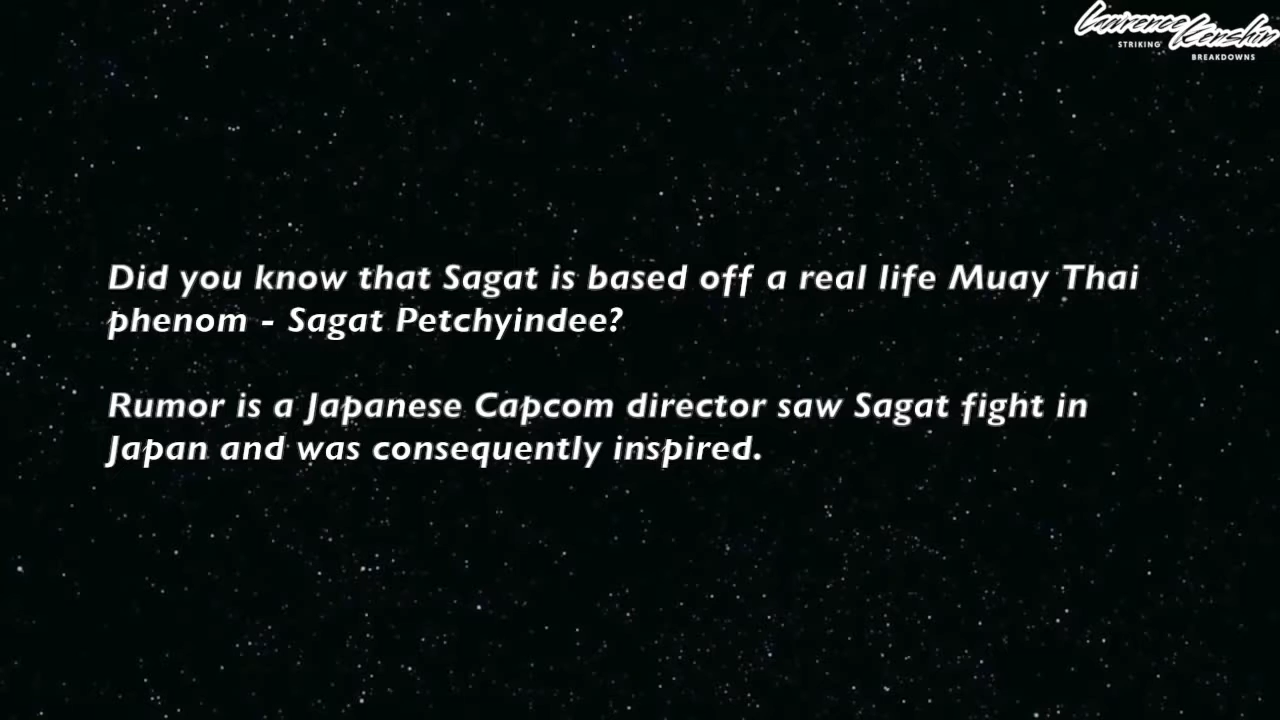 Lawrence Kenshin
STRIKING
BREAKDOWNS
Did you know that Sagat is based off a real life Muay Thai
phenom - Sagat Petchyindee?
Rumor is a Japanese Capcom director saw Sagat fight in
Japan and was consequently inspired.